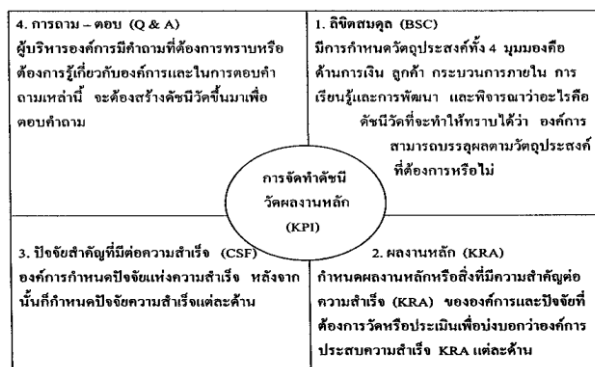 4. การถาม – ตอบ (Q & A)
ผู้บริหารองค์การมีคำถามที่ต้องการทราบหรือ
ต้องการรู้เกี่ยวกับองค์การและในการตอบคำ
ถามเหล่านี้ จะต้องสร้างดัชนีวัดขึ้นมาเพื่อ
ตอบคำถาม
1. ลิขิตสมดุล (BSC)
มีการกำหนดวัตถุประสงค์ทั้ง 4 มุมมองคือ
ด้านการเงิน ลูกค้า กระบวนการภายใน การ
เรียนรู้และการพัฒนา และพิจารณาว่าอะไรคือ
ดัชนีวัดที่จะทำให้ทราบได้ว่า องค์การ
สามารถบรรลุผลตามวัตถุประสงค์
ที่ต้องการหรือไม่
การจัดทำดัชนี
วัดผลงานหลัก
(KPI)
3. ปัจจัยสำคัญที่มีต่อความสำเร็จ (CSF)
องค์การกำหนดปัจจัยแห่งความสำเร็จ หลังจาก
นั้นก็กำหนดปัจจัยความสำเร็จแต่ละด้าน
2. ผลงานหลัก (KRA)
กำหนดผลงานหลักหรือสิ่งที่มีความสำคัญต่อ
ความสำเร็จ (KRA) ขององค์การและปัจจัยที่
ต้องการวัดหรือประเมินเพื่อบ่งบอกว่าองค์การ
ประสบความสำเร็จ KRA แต่ละด้าน